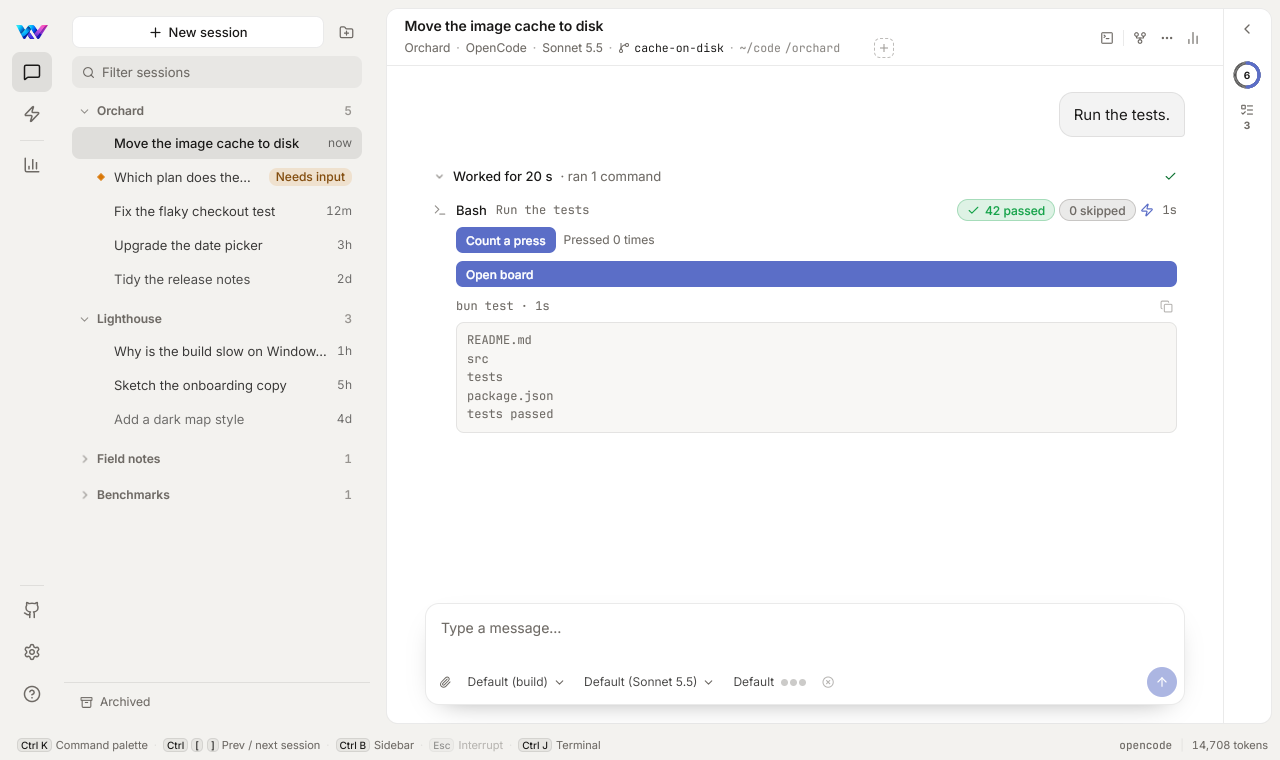 New session
Filter sessions
Orchard 5
Move the image cache to disk now
Which plan does the... Needs input
Fix the flaky checkout test 12m
Upgrade the date picker 3h
Tidy the release notes 2d
Lighthouse 3
Why is the build slow on Window... 1h
Sketch the onboarding copy 5h
Add a dark map style 4d
Field notes 1
Benchmarks 1
Archived
Move the image cache to disk
Orchard · OpenCode · Sonnet 5.5 · cache-on-disk · ~/code/orchard
Run the tests.
Worked for 20 s · ran 1 command
Bash Run the tests 42 passed 0 skipped 1s
Count a press Pressed 0 times
Open board
bun test · 1s
README.md
src
tests
package.json
tests passed
Type a message...
Default (build) Default (Sonnet 5.5) Default
6
3
Ctrl K Command palette Ctrl [ ] Prev / next session Ctrl B Sidebar Esc Interrupt Ctrl J Terminal
opencode 14,708 tokens